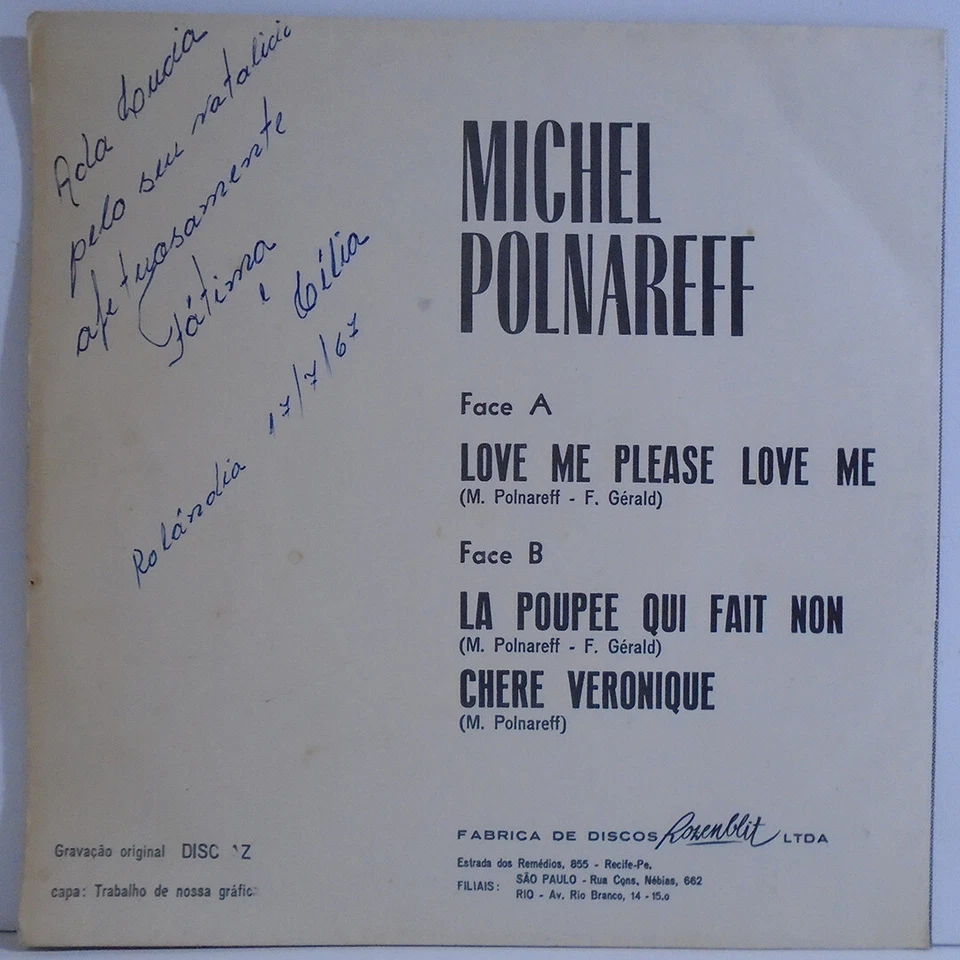 Ada Lucia
pelo seu natalicio
afetuosamente
Fátima
e Célia
Rolândia 17/7/67
MICHEL
POLNAREFF
Face A
LOVE ME PLEASE LOVE ME
(M. Polnareff - F. Gérald)
Face B
LA POUPEE QUI FAIT NON
(M. Polnareff - F. Gérald)
CHERE VERONIQUE
(M. Polnareff)
Gravação original DISC 'Z
capa: Trabalho de nossa gráfica
FABRICA DE DISCOS Rozenblit LTDA
Estrada dos Remédios, 855 - Recife-Pe.
FILIAIS: SÃO PAULO - Rua Cons. Nébias, 662
RIO - Av. Rio Branco, 14 - 15.o